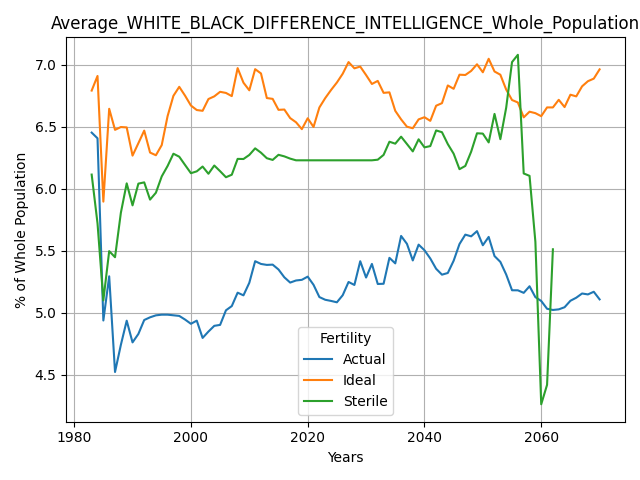 Average_WHITE_BLACK_DIFFERENCE_INTELLIGENCE_Whole_Population
% of Whole Population
7.0
6.5
6.0
5.5
5.0
4.5
Fertility
Actual
Ideal
Sterile
1980
2000
2020
2040
2060
Years